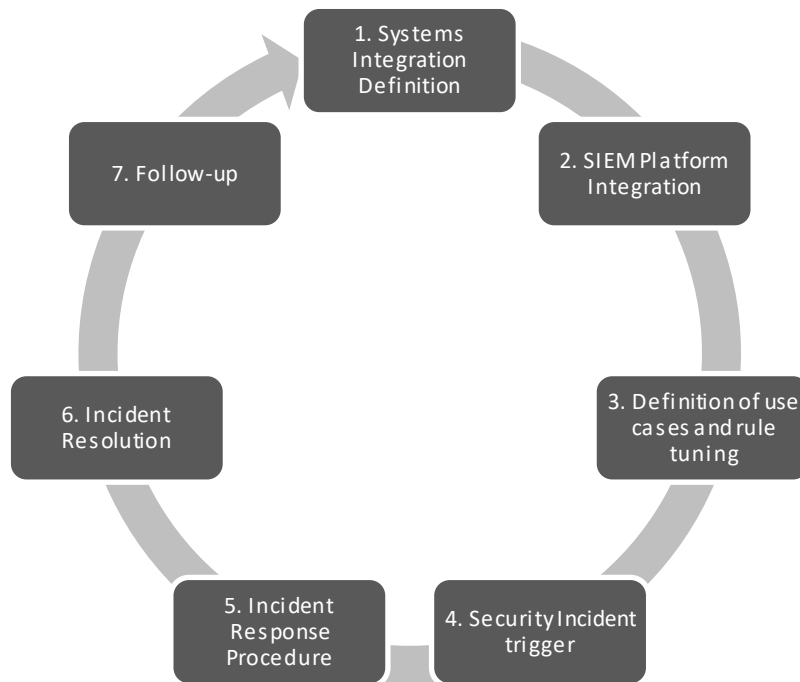 1. Systems
Integration
Definition
2. SIEM Platform
Integration
3. Definition of use
cases and rule
tuning
4. Security Incident
trigger
5. Incident
Response
Procedure
6. Incident
Resolution
7. Follow-up